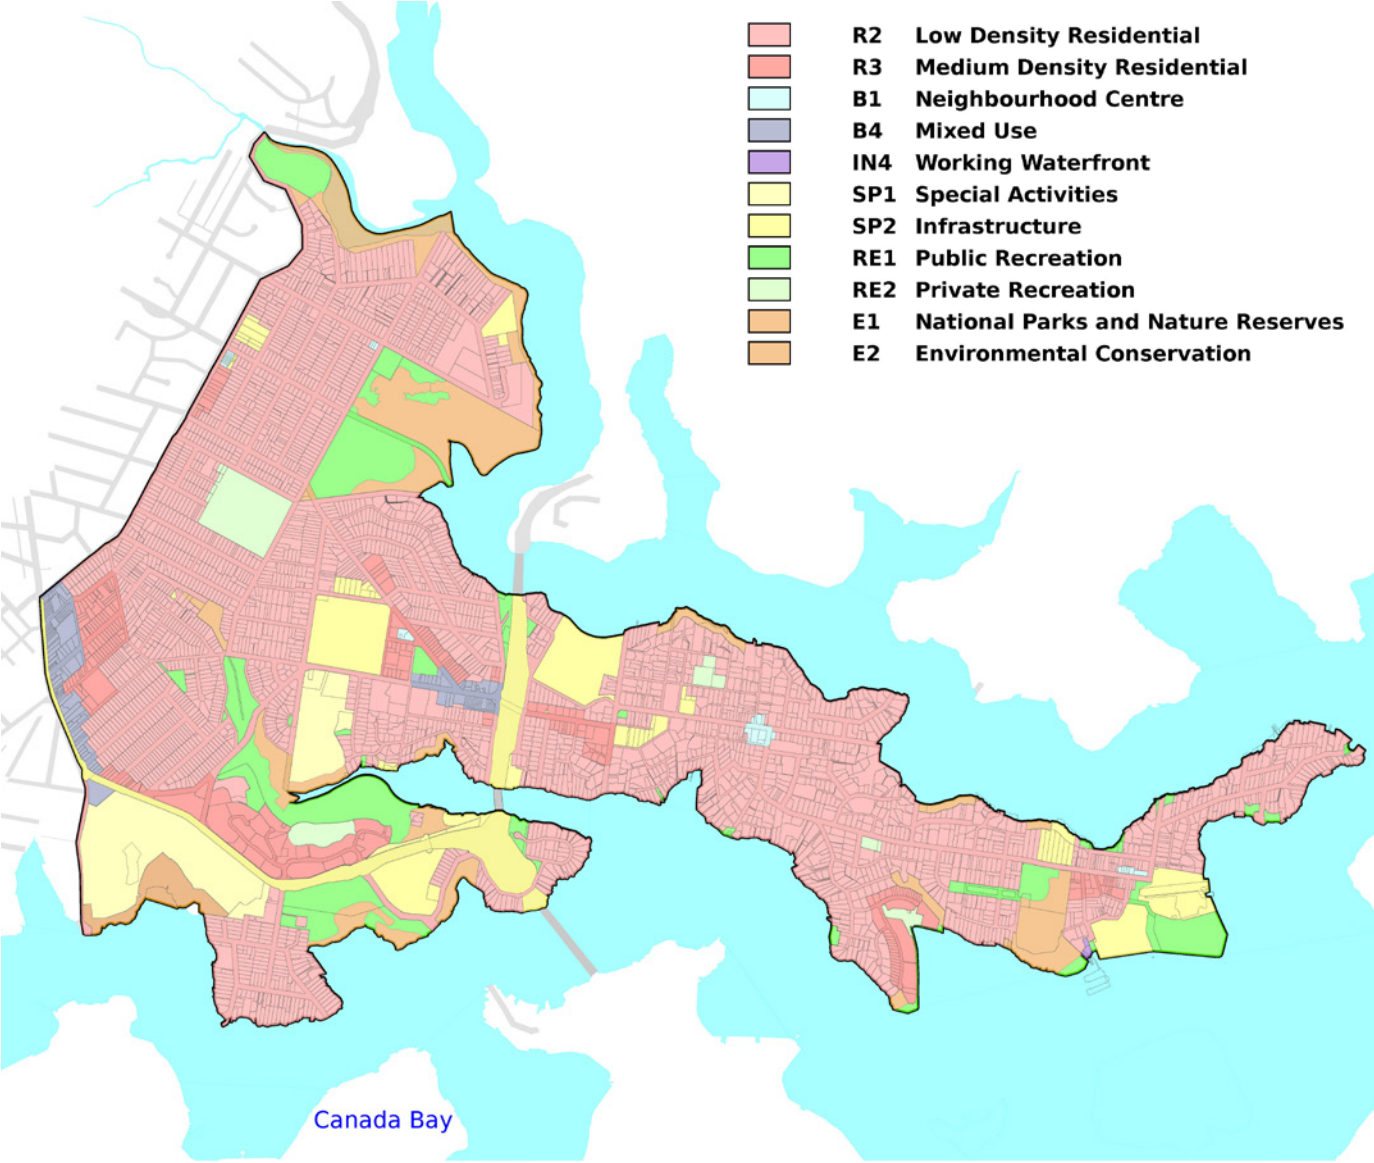 R2 Low Density Residential
R3 Medium Density Residential
B1 Neighbourhood Centre
B4 Mixed Use
IN4 Working Waterfront
SP1 Special Activities
SP2 Infrastructure
RE1 Public Recreation
RE2 Private Recreation
E1 National Parks and Nature Reserves
E2 Environmental Conservation
Canada Bay